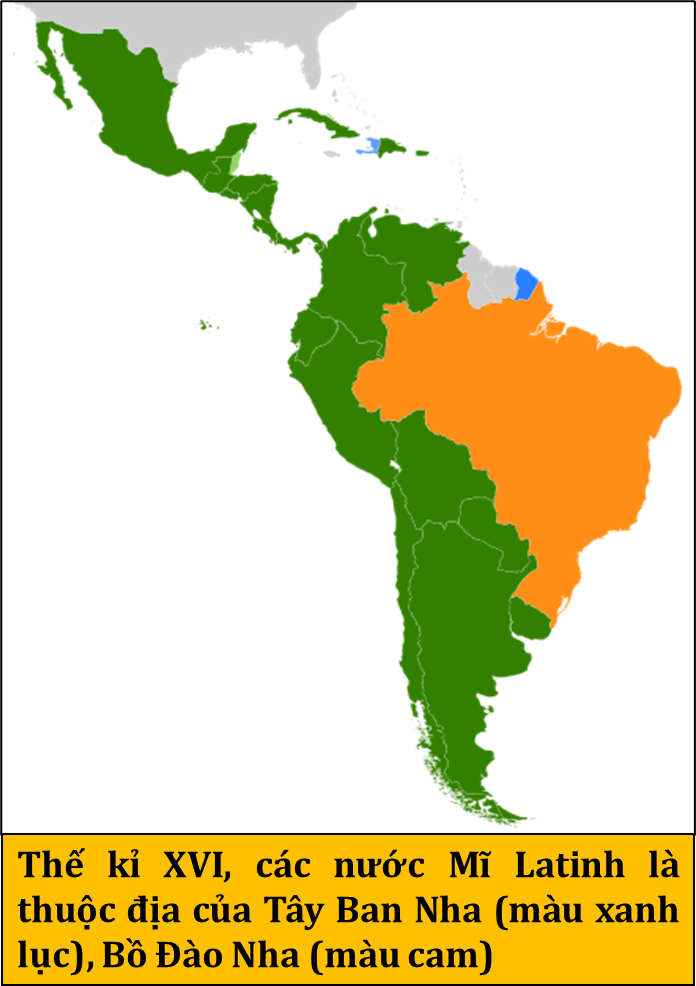 Thế kỉ XVI, các nước Mĩ Latinh là
thuộc địa của Tây Ban Nha (màu xanh
lục), Bồ Đào Nha (màu cam)